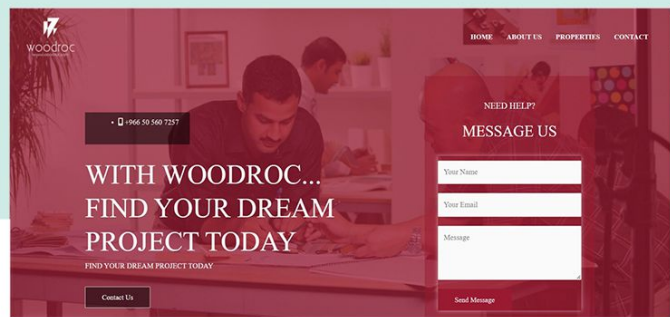 woodroc
HOME ABOUT US PROPERTIES CONTACT
+966 50 560 7257
WITH WOODROC...
FIND YOUR DREAM
PROJECT TODAY
FIND YOUR DREAM PROJECT TODAY
Contact Us
NEED HELP?
MESSAGE US
Your Name
Your Email
Message
Send Message